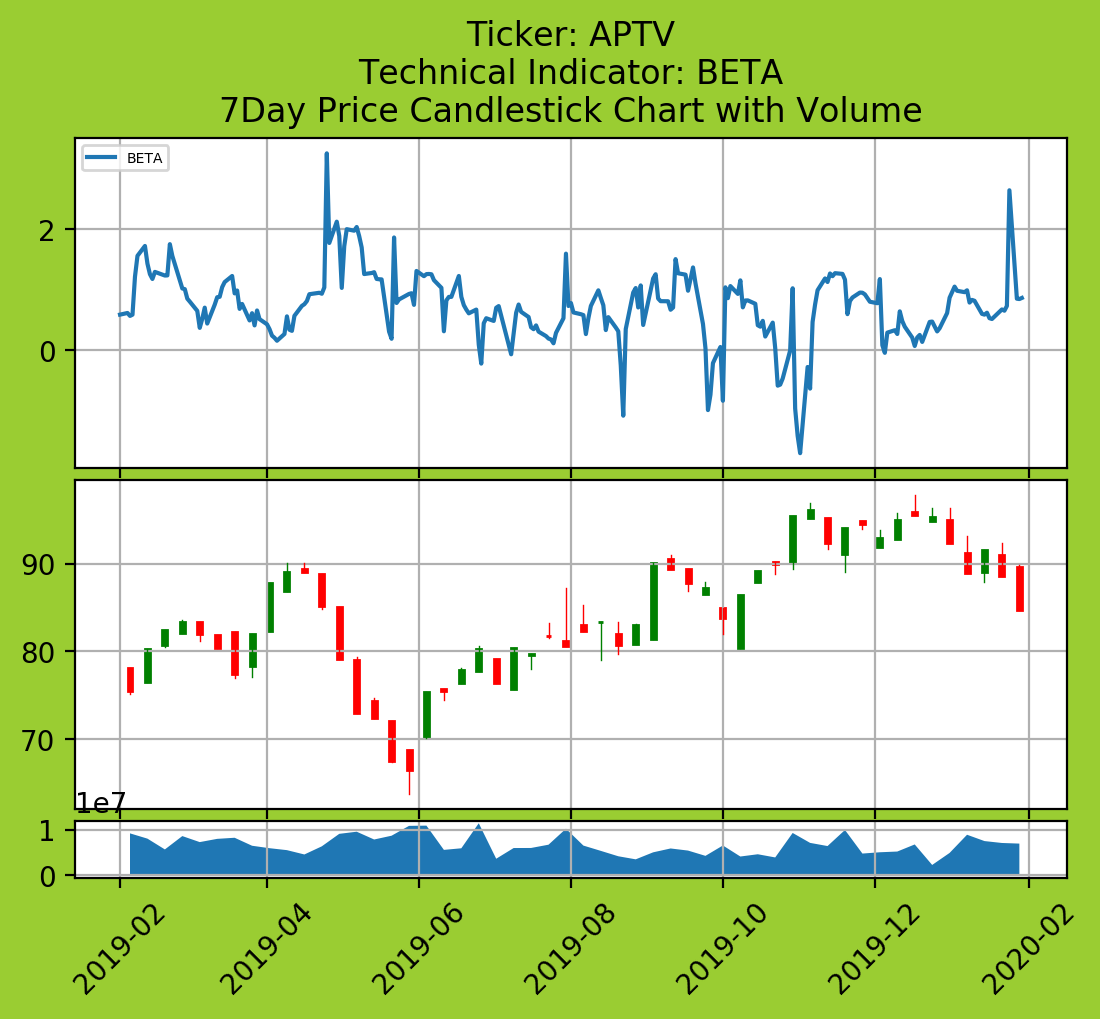 Ticker: APTV
Technical Indicator: BETA
7Day Price Candlestick Chart with Volume
BETA
2
0
90
80
70
1e7
1
0
2019-02
2019-04
2019-06
2019-08
2019-10
2019-12
2020-02